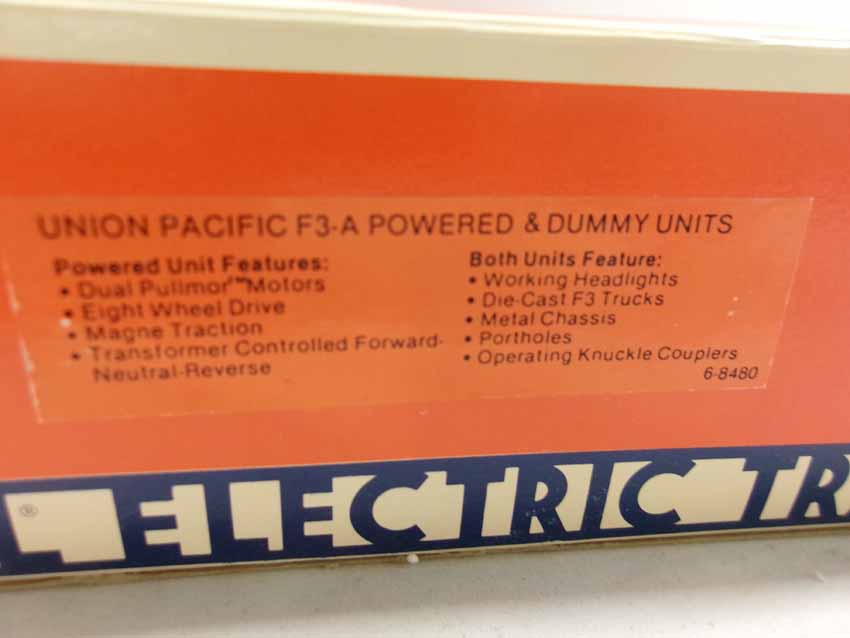 UNION PACIFIC F3-A POWERED & DUMMY UNITS
Powered Unit Features:
• Dual Pullmor™ Motors
• Eight Wheel Drive
• Magne Traction
• Transformer Controlled Forward-
Neutral-Reverse
Both Units Feature:
• Working Headlights
• Die-Cast F3 Trucks
• Metal Chassis
• Portholes
• Operating Knuckle Couplers
6-8480
L® ELECTRIC TR